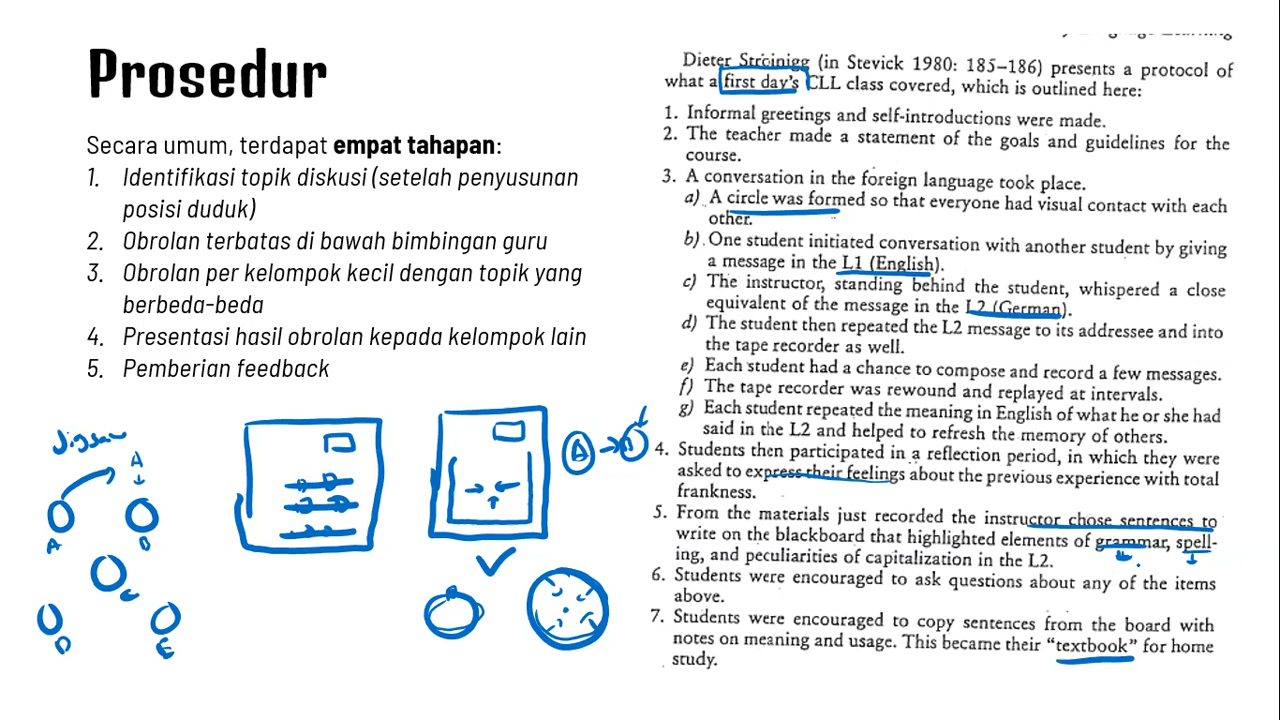 Prosedur
Secara umum, terdapat empat tahapan:
1. Identifikasi topik diskusi (setelah penyusunan
posisi duduk)
2. Obrolan terbatas di bawah bimbingan guru
3. Obrolan per kelompok kecil dengan topik yang
berbeda-beda
4. Presentasi hasil obrolan kepada kelompok lain
5. Pemberian feedback
Jigsaw
A
A
B
D
E
A
Dieter Stroinigg (in Stevick 1980: 185–186) presents a protocol of
what a first day's CLL class covered, which is outlined here:
1. Informal greetings and self-introductions were made.
2. The teacher made a statement of the goals and guidelines for the
course.
3. A conversation in the foreign language took place.
a) A circle was formed so that everyone had visual contact with each
other.
b) One student initiated conversation with another student by giving
a message in the L1 (English).
c) The instructor, standing behind the student, whispered a close
equivalent of the message in the L2 (German).
d) The student then repeated the L2 message to its addressee and into
the tape recorder as well.
e) Each student had a chance to compose and record a few messages.
f) The tape recorder was rewound and replayed at intervals.
g) Each student repeated the meaning in English of what he or she had
said in the L2 and helped to refresh the memory of others.
4. Students then participated in a reflection period, in which they were
asked to express their feelings about the previous experience with total
frankness.
5. From the materials just recorded the instructor chose sentences to
write on the blackboard that highlighted elements of grammar, spell-
ing, and peculiarities of capitalization in the L2.
6. Students were encouraged to ask questions about any of the items
above.
7. Students were encouraged to copy sentences from the board with
notes on meaning and usage. This became their “textbook” for home
study.